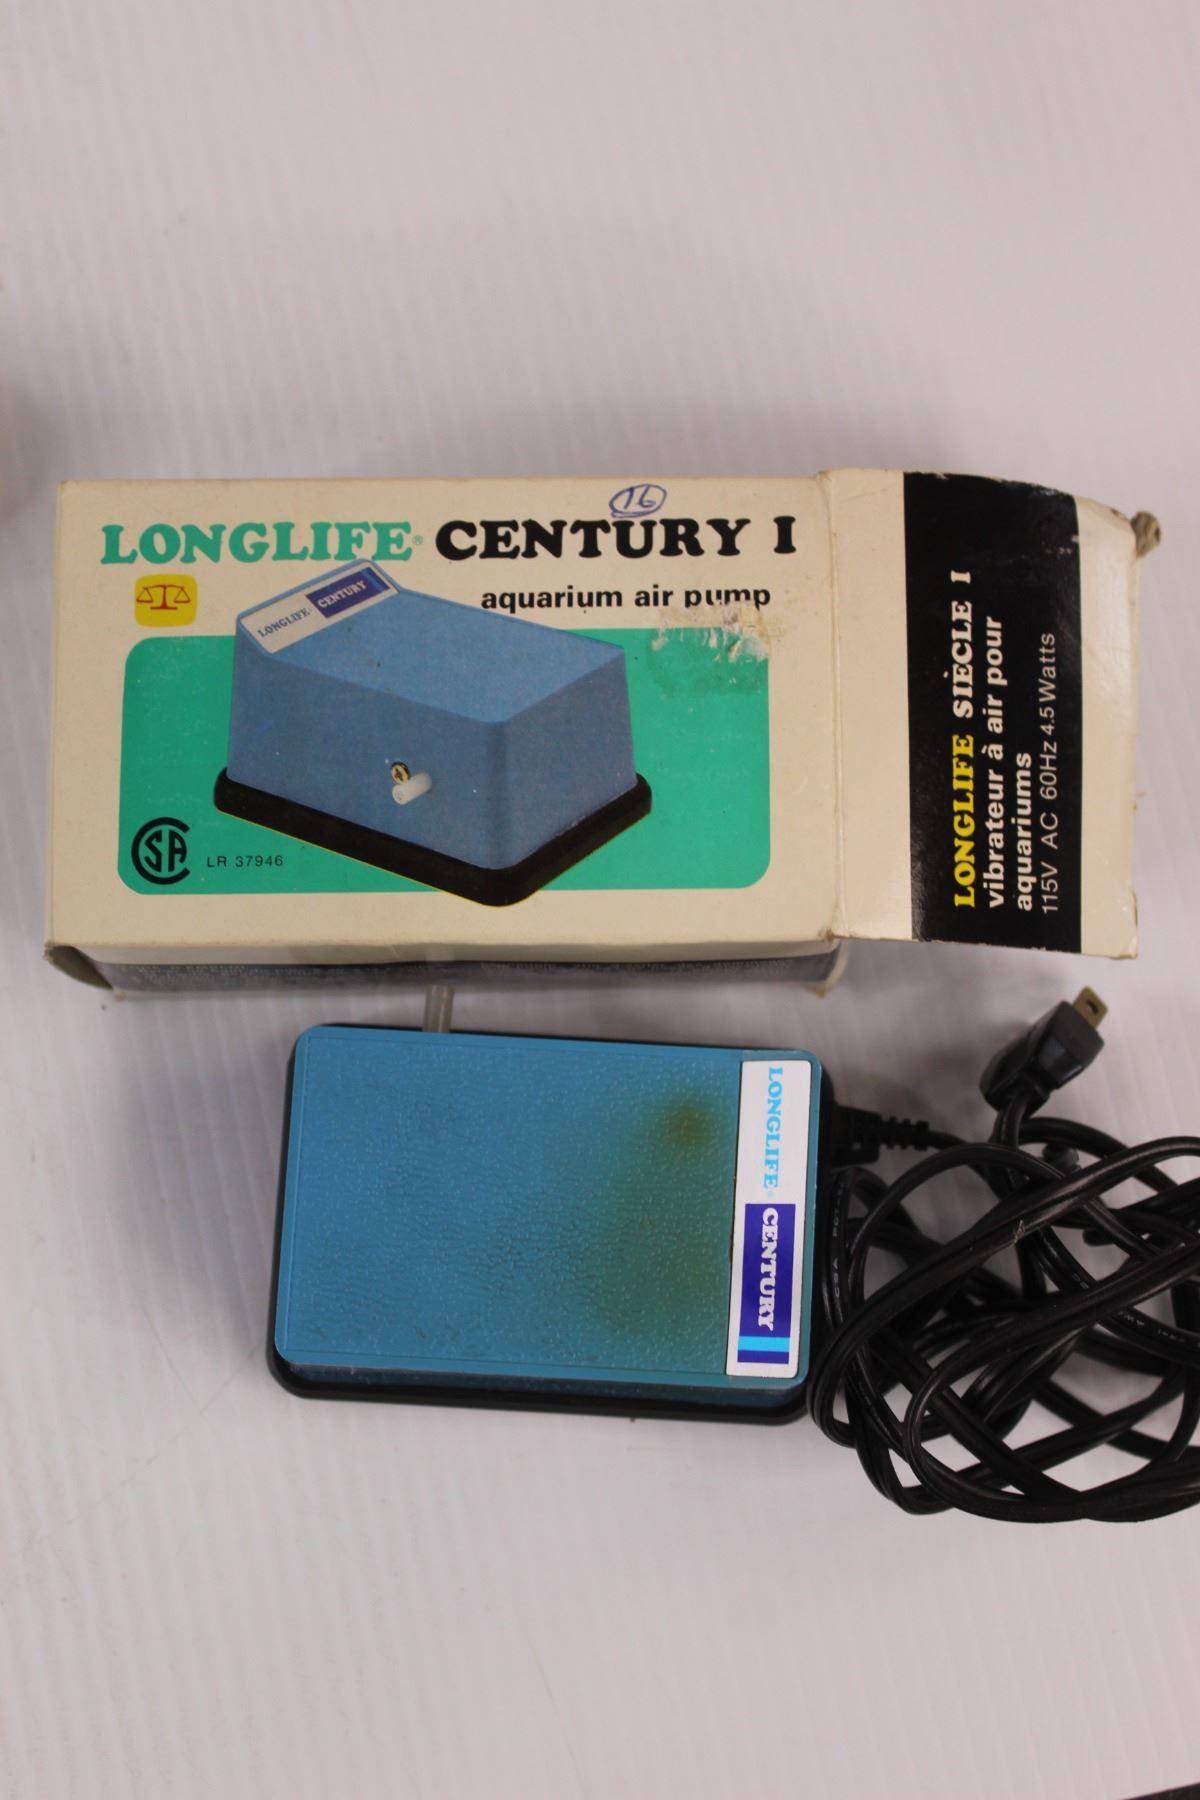 16
LONGLIFE® CENTURY I
aquarium air pump
LONGLIFE® CENTURY
CSA LR 37946
LONGLIFE SIÈCLE I
vibrateur à air pour
aquariums
115V AC 60Hz 4.5 Watts
LONGLIFE® CENTURY